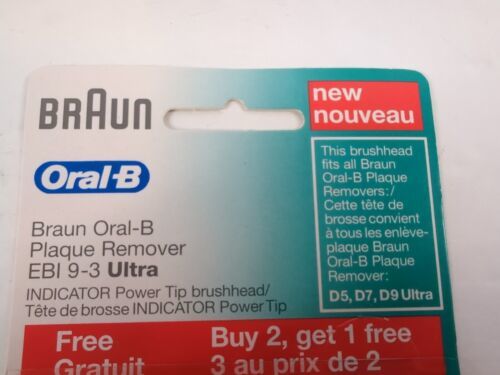 BRAUN
Oral-B
Braun Oral-B
Plaque Remover
EBI 9-3 Ultra
INDICATOR Power Tip brushhead/
Tête de brosse INDICATOR Power Tip
new
nouveau
This brushhead
fits all Braun
Oral-B Plaque
Removers:/
Cette tête de
brosse convient
à tous les enlève-
plaque Braun
Oral-B Plaque
Remover:
D5, D7, D9 Ultra
Free
Gratuit
Buy 2, get 1 free
3 au prix de 2